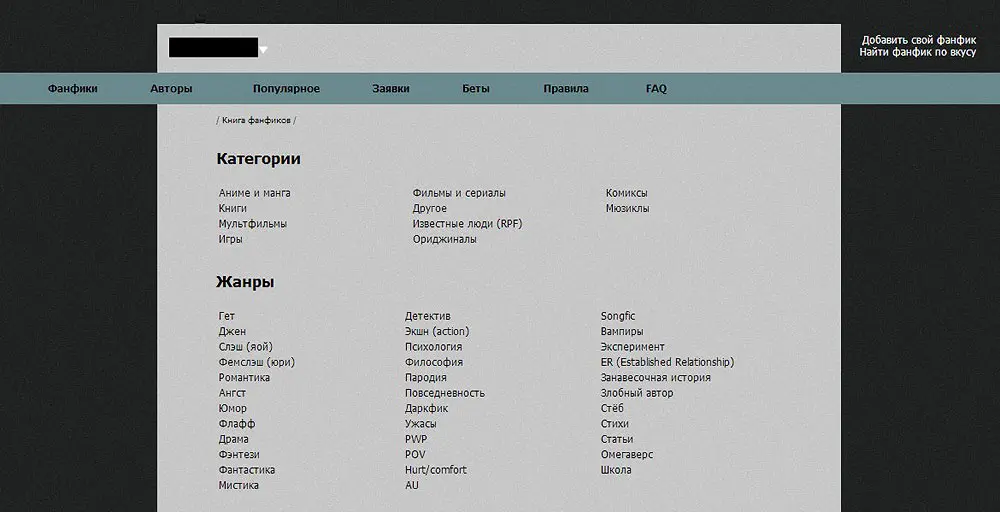 Добавить свой фанфик
Найти фанфик по вкусу
Фанфики Авторы Популярное Заявки Беты Правила FAQ
/ Книга фанфиков /
Категории
Аниме и манга Фильмы и сериалы Комиксы
Книги Другое Мюзиклы
Мультфильмы Известные люди (RPF)
Игры Ориджиналы
Жанры
Гет Детектив Songfic
Джен Экшн (action) Вампиры
Слэш (яой) Психология Эксперимент
Фемслэш (юри) Философия ER (Established Relationship)
Романтика Пародия Занавесочная история
Ангст Повседневность Злобный автор
Юмор Даркфик Стёб
Флафф Ужасы Стихи
Драма PWP Статьи
Фэнтези POV Омегаверс
Фантастика Hurt/comfort Школа
Мистика AU